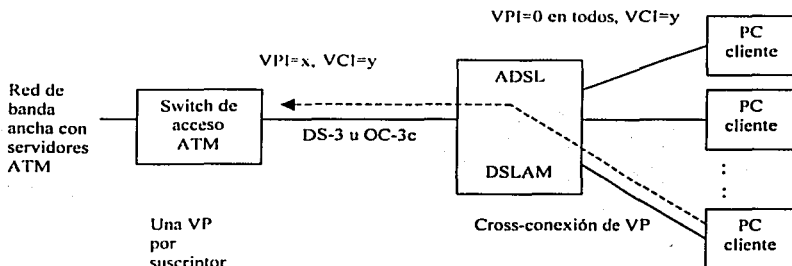 VPI=0 en todos, VCI=y
PC
cliente
VPI=x, VCI=y
ADSL
Red de
banda
ancha con
servidores
ATM
Switch de
acceso
ATM
DS-3 u OC-3c
PC
cliente
DSLAM
Una VP
por
suscriptor
Cross-conexión de VP
PC
cliente